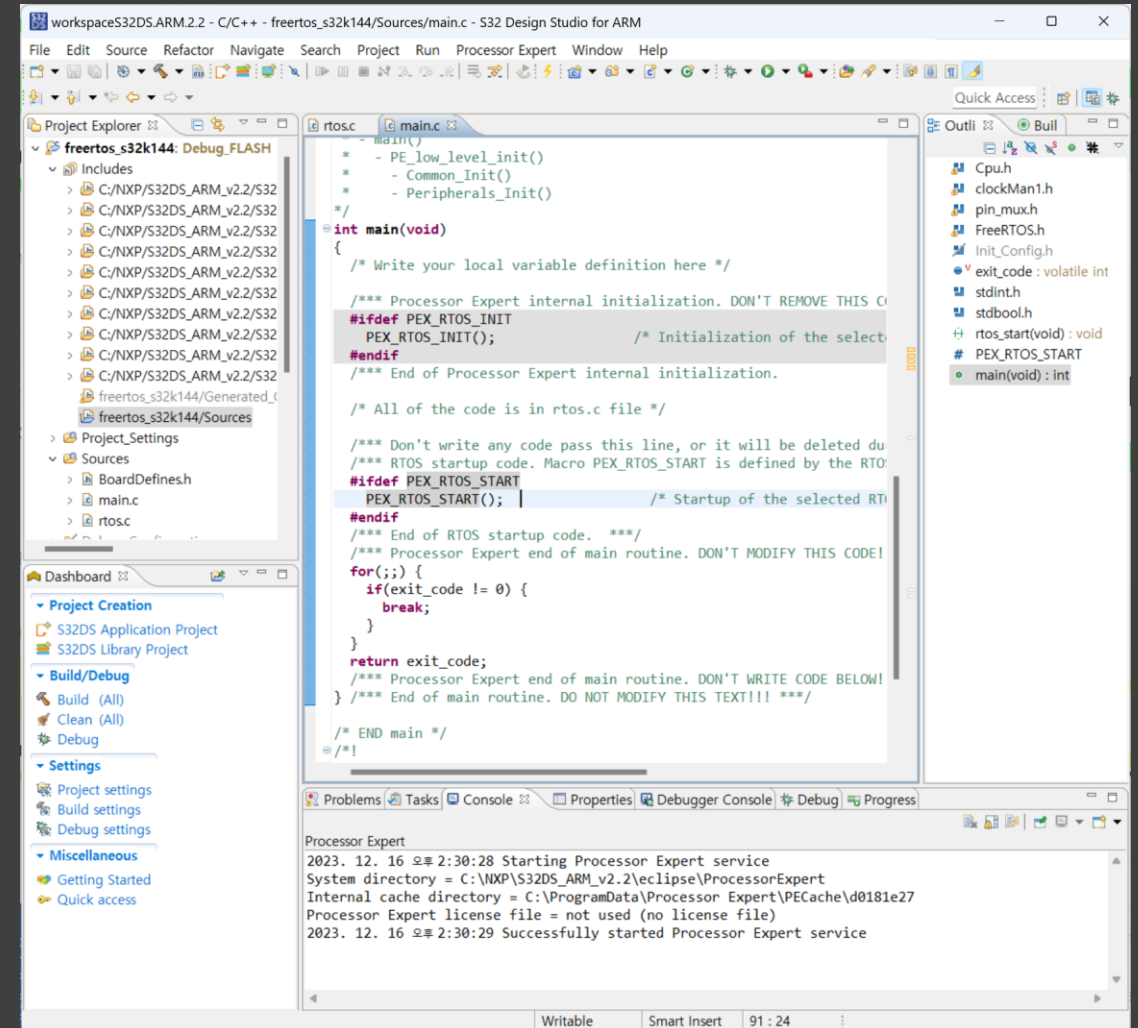 workspaceS32DS.ARM.2.2 - C/C++ - freertos_s32k144/Sources/main.c - S32 Design Studio for ARM
File Edit Source Refactor Navigate Search Project Run Processor Expert Window Help
Quick Access
Project Explorer
freertos_s32k144: Debug_FLASH
Includes
C:/NXP/S32DS_ARM_v2.2/S32
C:/NXP/S32DS_ARM_v2.2/S32
C:/NXP/S32DS_ARM_v2.2/S32
C:/NXP/S32DS_ARM_v2.2/S32
C:/NXP/S32DS_ARM_v2.2/S32
C:/NXP/S32DS_ARM_v2.2/S32
C:/NXP/S32DS_ARM_v2.2/S32
C:/NXP/S32DS_ARM_v2.2/S32
C:/NXP/S32DS_ARM_v2.2/S32
C:/NXP/S32DS_ARM_v2.2/S32
freertos_s32k144/Generated_
freertos_s32k144/Sources
Project_Settings
Sources
BoardDefines.h
main.c
rtos.c
Dashboard
Project Creation
S32DS Application Project
S32DS Library Project
Build/Debug
Build (All)
Clean (All)
Debug
Settings
Project settings
Build settings
Debug settings
Miscellaneous
Getting Started
Quick access
rtos.c main.c
* - main()
* - PE_low_level_init()
* - Common_Init()
* - Peripherals_Init()
*/
int main(void)
{
/* Write your local variable definition here */
/*** Processor Expert internal initialization. DON'T REMOVE THIS C
#ifdef PEX_RTOS_INIT
PEX_RTOS_INIT(); /* Initialization of the select
#endif
/*** End of Processor Expert internal initialization.
/* All of the code is in rtos.c file */
/*** Don't write any code pass this line, or it will be deleted du
/*** RTOS startup code. Macro PEX_RTOS_START is defined by the RTO
#ifdef PEX_RTOS_START
PEX_RTOS_START(); /* Startup of the selected RT
#endif
/*** End of RTOS startup code. ***/
/*** Processor Expert end of main routine. DON'T MODIFY THIS CODE!
for(;;) {
if(exit_code != 0) {
break;
}
}
return exit_code;
/*** Processor Expert end of main routine. DON'T WRITE CODE BELOW!
} /*** End of main routine. DO NOT MODIFY THIS TEXT!!! ***/
/* END main */
/*!
Outli Buil
Cpu.h
clockMan1.h
pin_mux.h
FreeRTOS.h
Init_Config.h
exit_code : volatile int
stdint.h
stdbool.h
rtos_start(void) : void
# PEX_RTOS_START
main(void) : int
Problems Tasks Console Properties Debugger Console Debug Progress
Processor Expert
2023. 12. 16 오후 2:30:28 Starting Processor Expert service
System directory = C:\NXP\S32DS_ARM_v2.2\eclipse\ProcessorExpert
Internal cache directory = C:\ProgramData\Processor Expert\PECache\d0181e27
Processor Expert license file = not used (no license file)
2023. 12. 16 오후 2:30:29 Successfully started Processor Expert service
Writable Smart Insert 91 : 24